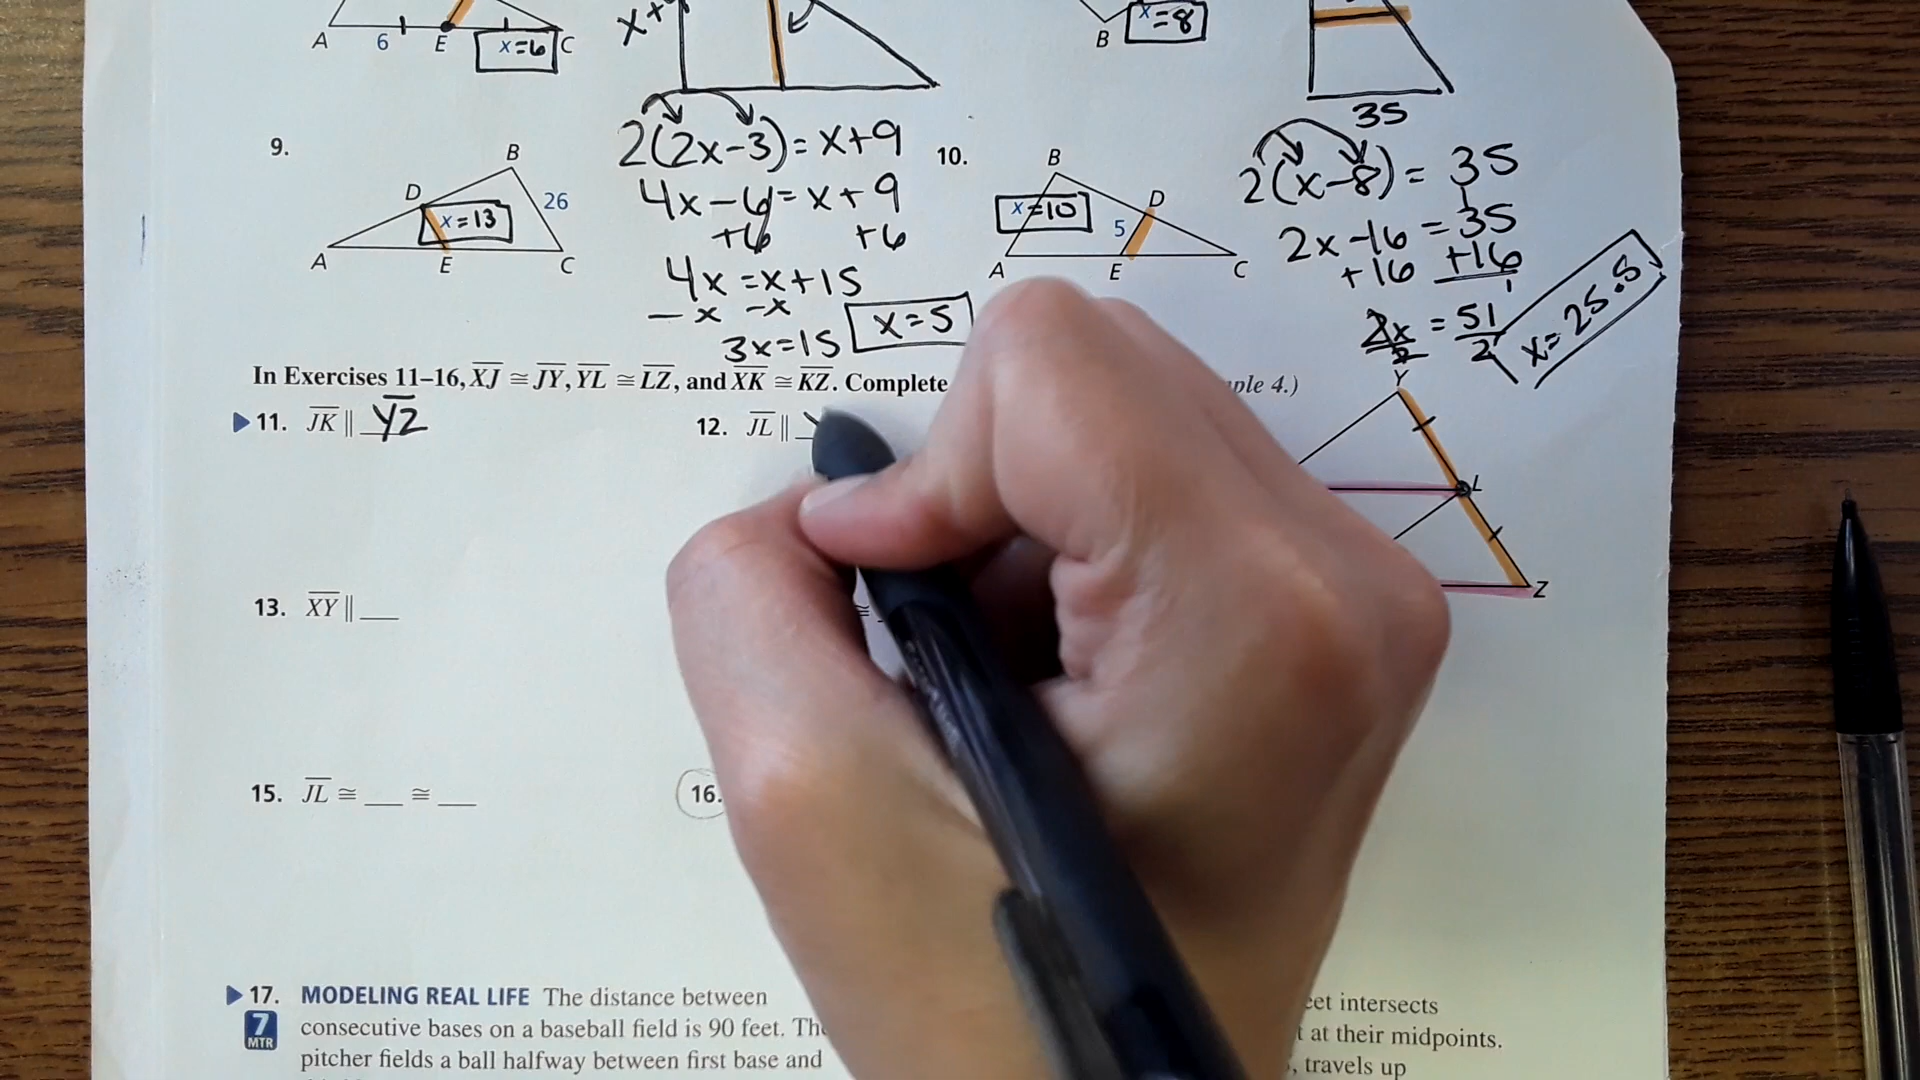 A 6 E x=6 C
x+
B x=8
35
9.
B
D
26
x=13
A E C
2(2x-3)=x+9
4x-6=x+9
+6 +6
4x=x+15
-x -x
3x=15
x=5
10.
B
D
x=10
5
A E C
2(x-8)=35
2x-16=35
+16 +16
2x/2=51/2
x=25.5
In Exercises 11–16, XJ ≅ JY, YL ≅ LZ, and XK ≅ KZ. Complete
ple 4.)
11. JK ∥ YZ
12. JL ∥
Y
L
Z
13. XY ∥ ___
≅
15. JL ≅ ___ ≅ ___
16.
17. MODELING REAL LIFE The distance between
7
MTR
consecutive bases on a baseball field is 90 feet. The
pitcher fields a ball halfway between first base and
intersects
at their midpoints.
, travels up